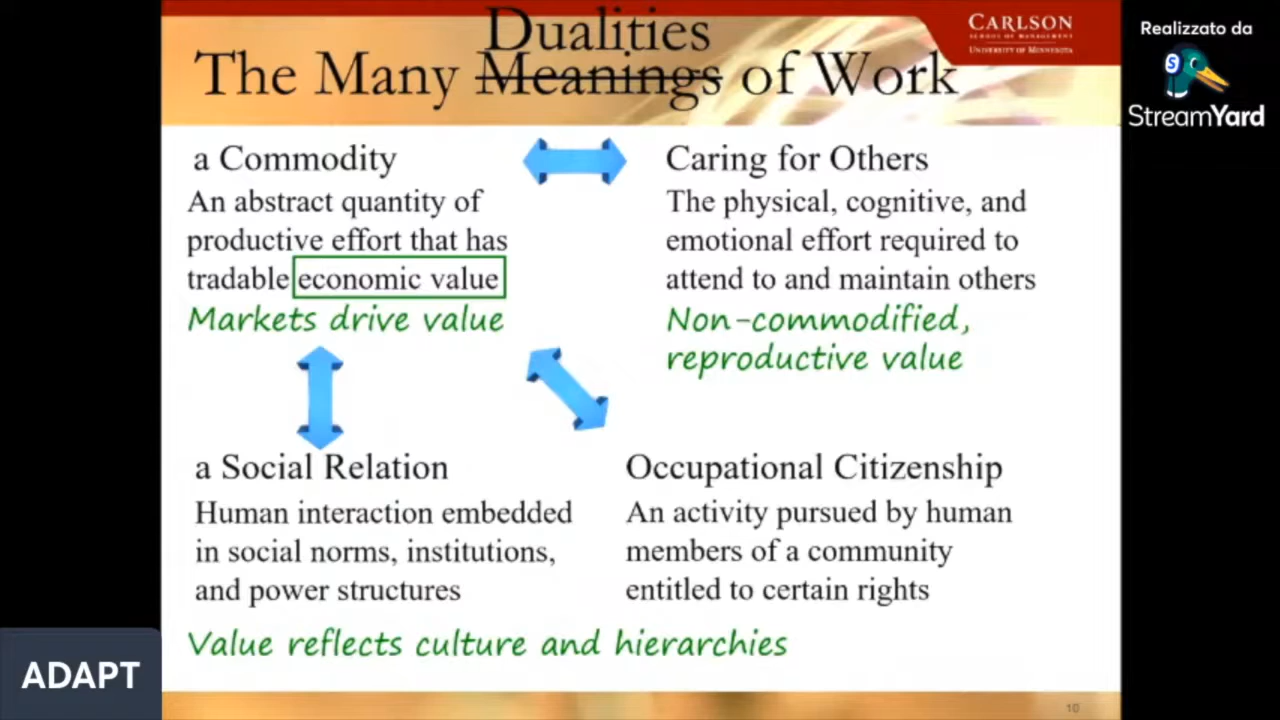 Dualities
The Many Meanings of Work
CARLSON
SCHOOL OF MANAGEMENT
UNIVERSITY OF MINNESOTA
Realizzato da
S
StreamYard
a Commodity
An abstract quantity of
productive effort that has
tradable economic value
Markets drive value
Caring for Others
The physical, cognitive, and
emotional effort required to
attend to and maintain others
Non-commodified,
reproductive value
a Social Relation
Human interaction embedded
in social norms, institutions,
and power structures
Occupational Citizenship
An activity pursued by human
members of a community
entitled to certain rights
Value reflects culture and hierarchies
ADAPT
10